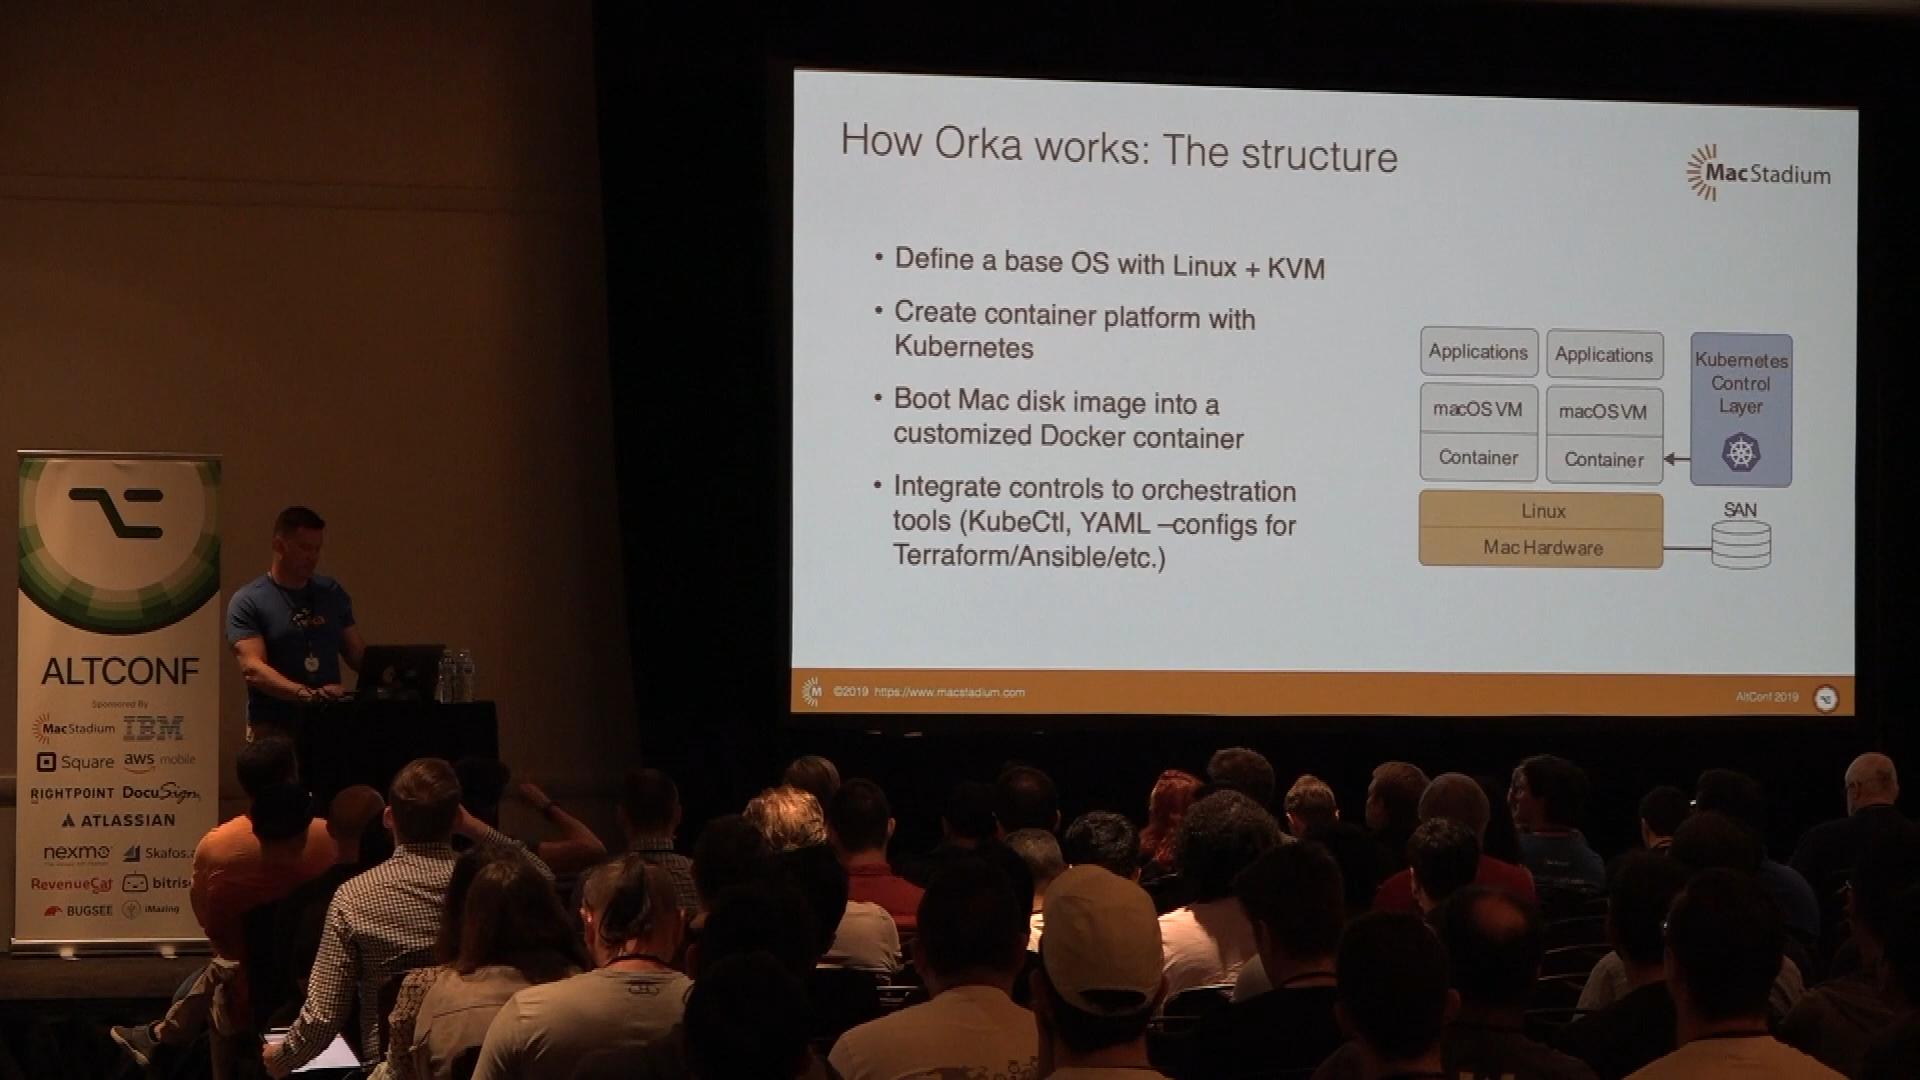 How Orka works: The structure
MacStadium
• Define a base OS with Linux + KVM
• Create container platform with
Kubernetes
• Boot Mac disk image into a
customized Docker container
• Integrate controls to orchestration
tools (KubeCtl, YAML –configs for
Terraform/Ansible/etc.)
Applications
Applications
Kubernetes
Control
Layer
macOS VM
macOS VM
Container
Container
Linux
Mac Hardware
SAN
M ©2019 https://www.macstadium.com
AltConf 2019
ALTCONF
Sponsored By
MacStadium IBM
Square aws mobile
RIGHTPOINT DocuSign
ATLASSIAN
nexmo Skafos.a
RevenueCat bitris
BUGSEE iMazing